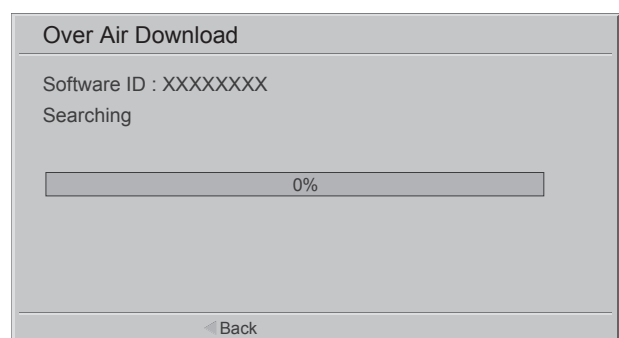 Over Air Download
Software ID : XXXXXXXX
Searching
0%
Back